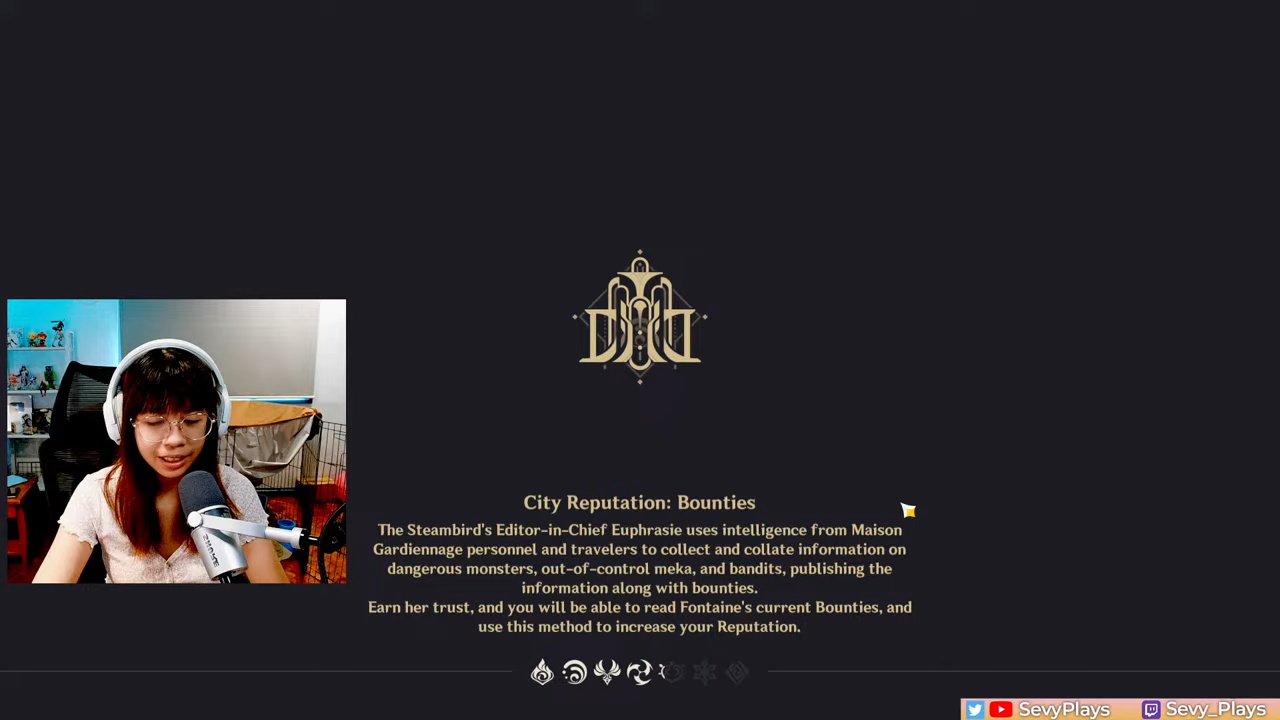 City Reputation: Bounties
The Steambird's Editor-in-Chief Euphrasie uses intelligence from Maison
Gardiennage personnel and travelers to collect and collate information on
dangerous monsters, out-of-control meka, and bandits, publishing the
information along with bounties.
Earn her trust, and you will be able to read Fontaine's current Bounties, and
use this method to increase your Reputation.
SevyPlays Sevy_Plays